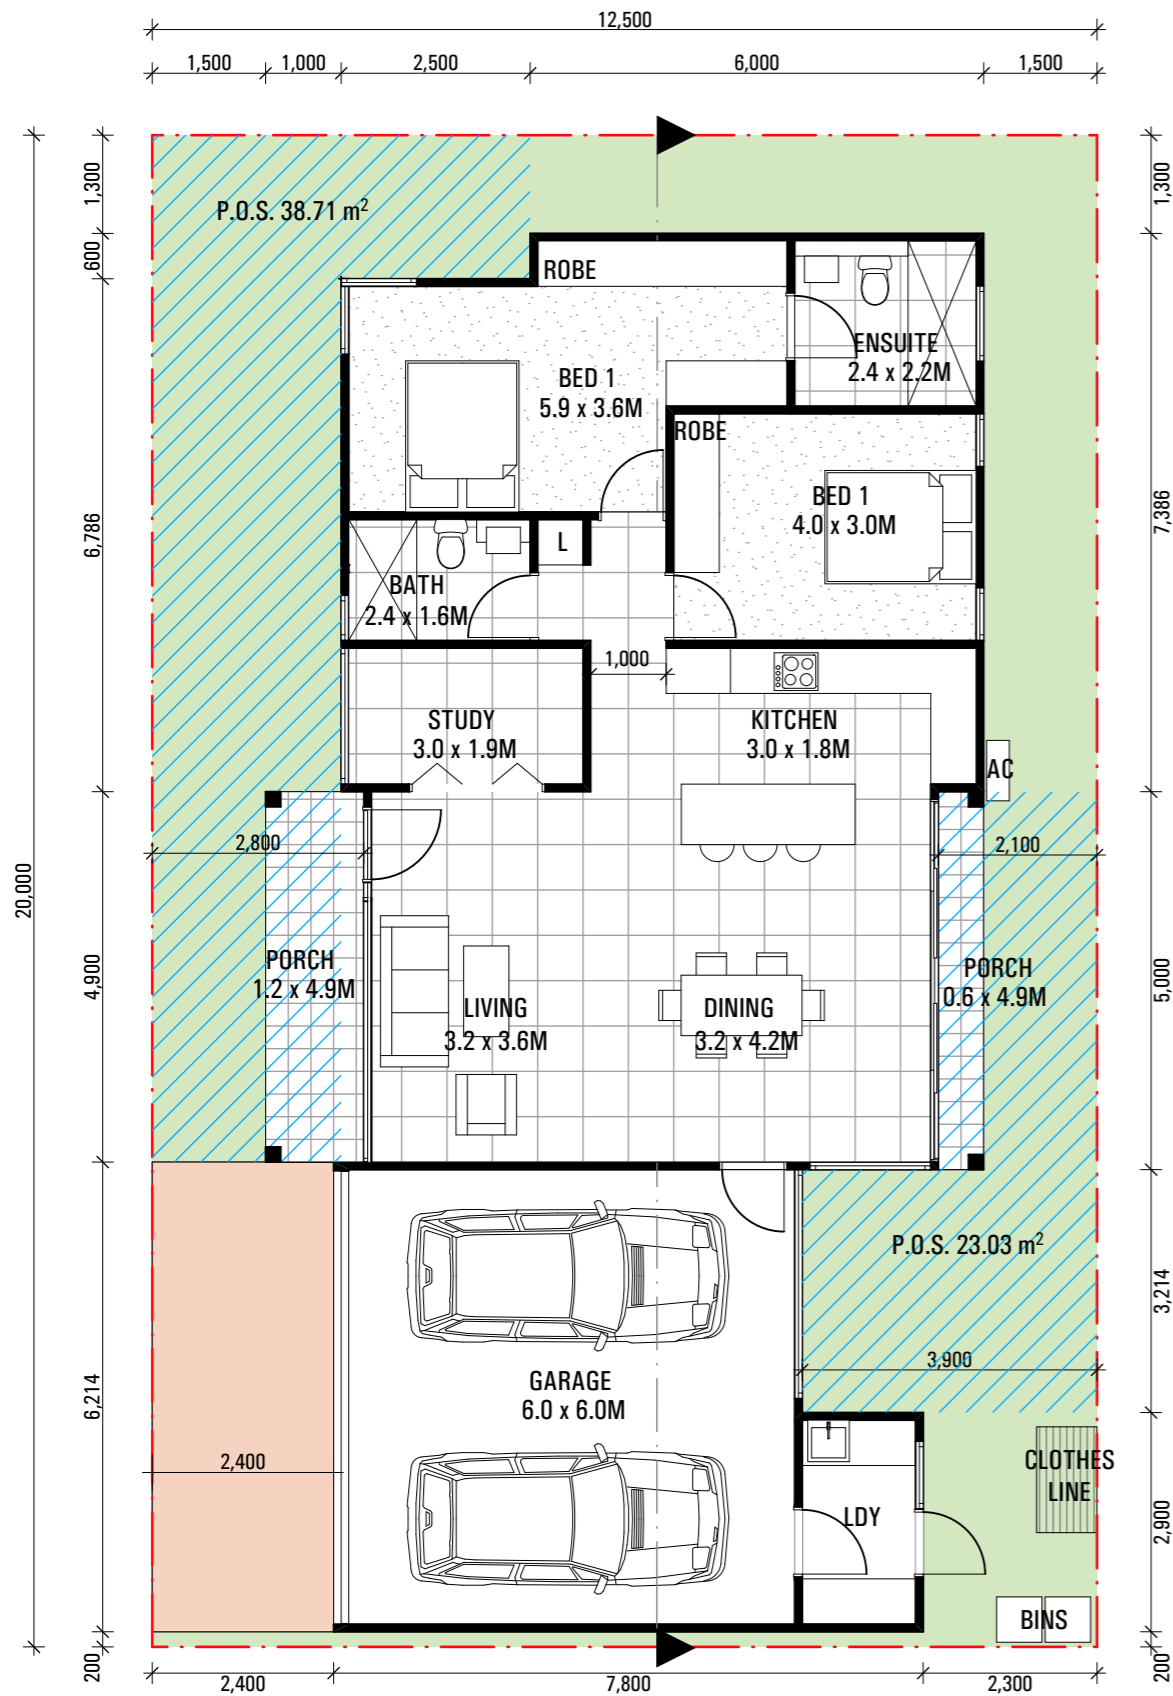 12,500
1,500
1,000
2,500
6,000
1,500
1,300
600
6,786
20,000
4,900
6,214
200
1,300
7,386
5,000
3,214
2,900
200
P.O.S. 38.71 m²
ROBE
ENSUITE
2.4 x 2.2M
BED 1
5.9 x 3.6M
ROBE
BED 1
4.0 x 3.0M
L
BATH
2.4 x 1.6M
1,000
STUDY
3.0 x 1.9M
KITCHEN
3.0 x 1.8M
AC
2,800
2,100
PORCH
1.2 x 4.9M
PORCH
0.6 x 4.9M
LIVING
3.2 x 3.6M
DINING
3.2 x 4.2M
P.O.S. 23.03 m²
3,900
GARAGE
6.0 x 6.0M
2,400
CLOTHES
LINE
LDY
BINS
2,400
7,800
2,300